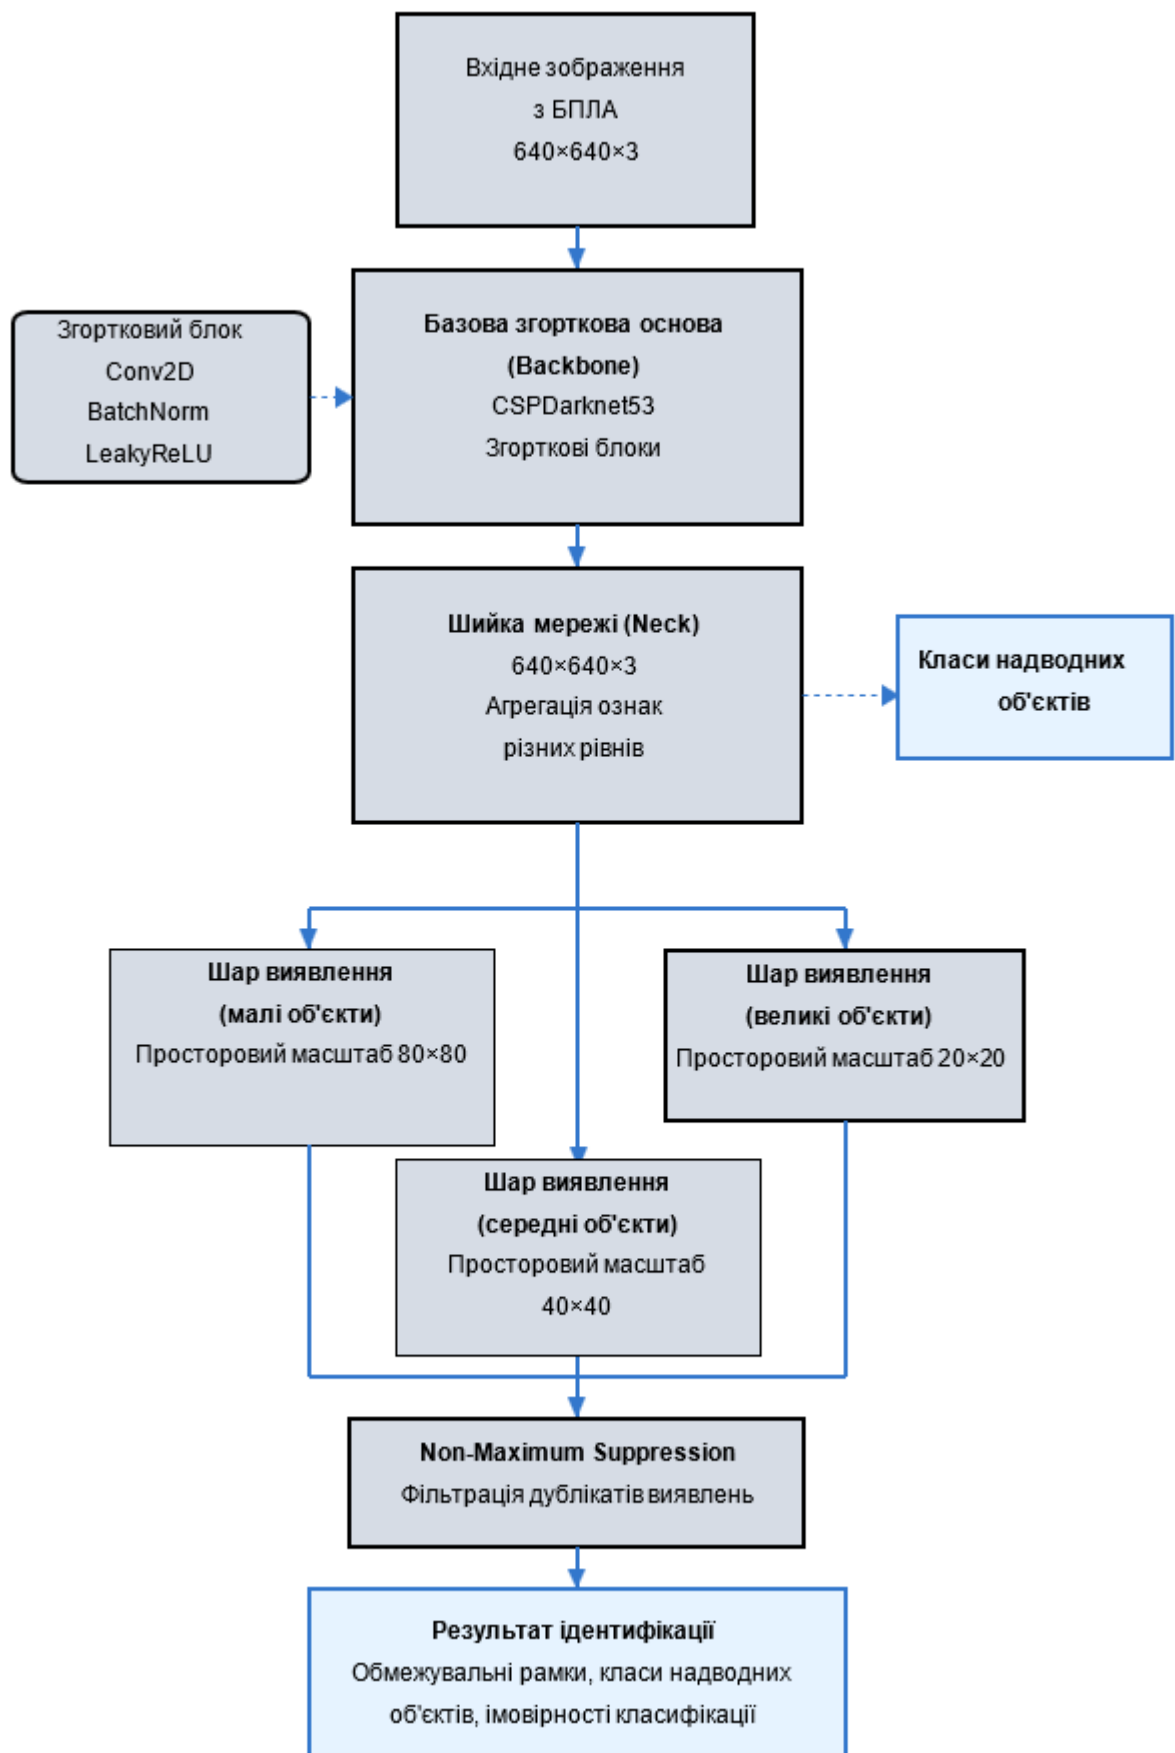 Вхідне зображення
з БПЛА
640×640×3
Згортковий блок
Conv2D
BatchNorm
LeakyReLU
Базова згорткова основа
(Backbone)
CSPDarknet53
Згорткові блоки
Шийка мережі (Neck)
640×640×3
Агрегація ознак
різних рівнів
Класи надводних
об'єктів
Шар виявлення
(малі об'єкти)
Просторовий масштаб 80×80
Шар виявлення
(великі об'єкти)
Просторовий масштаб 20×20
Шар виявлення
(середні об'єкти)
Просторовий масштаб
40×40
Non-Maximum Suppression
Фільтрація дублікатів виявлень
Результат ідентифікації
Обмежувальні рамки, класи надводних
об'єктів, імовірності класифікації